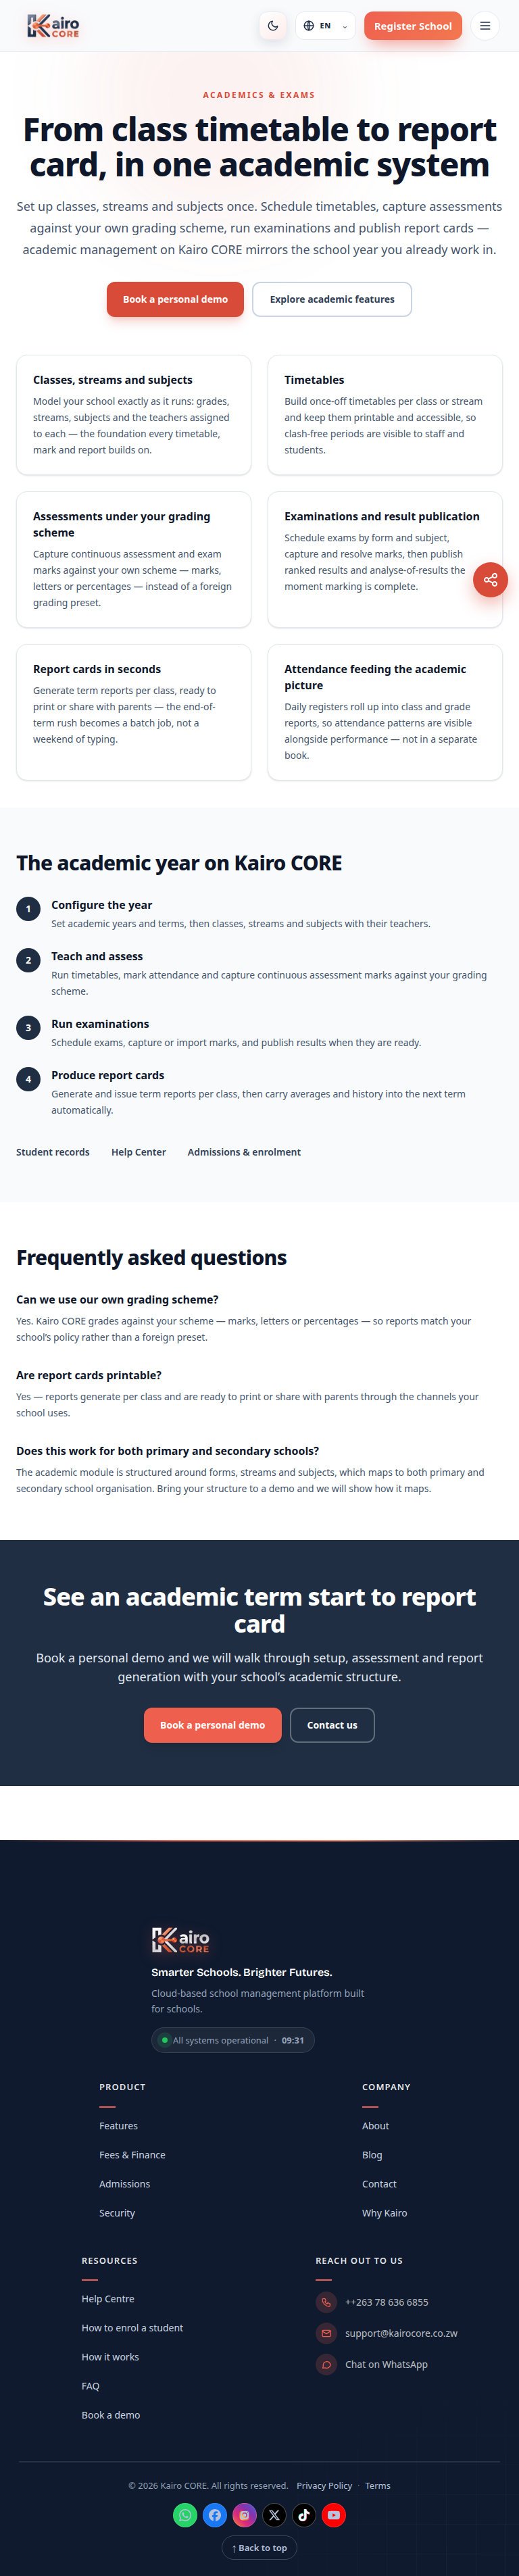 Kairo
CORE
EN
Register School
ACADEMICS & EXAMS
From class timetable to report
card, in one academic system
Set up classes, streams and subjects once. Schedule timetables, capture assessments
against your own grading scheme, run examinations and publish report cards —
academic management on Kairo CORE mirrors the school year you already work in.
Book a personal demo
Explore academic features
Classes, streams and subjects
Model your school exactly as it runs: grades,
streams, subjects and the teachers assigned
to each — the foundation every timetable,
mark and report builds on.
Timetables
Build once-off timetables per class or stream
and keep them printable and accessible, so
clash-free periods are visible to staff and
students.
Assessments under your grading
scheme
Capture continuous assessment and exam
marks against your own scheme — marks,
letters or percentages — instead of a foreign
grading preset.
Examinations and result publication
Schedule exams by form and subject,
capture and resolve marks, then publish
ranked results and analyse-of-results the
moment marking is complete.
Report cards in seconds
Generate term reports per class, ready to
print or share with parents — the end-of-
term rush becomes a batch job, not a
weekend of typing.
Attendance feeding the academic
picture
Daily registers roll up into class and grade
reports, so attendance patterns are visible
alongside performance — not in a separate
book.
The academic year on Kairo CORE
1
Configure the year
Set academic years and terms, then classes, streams and subjects with their teachers.
2
Teach and assess
Run timetables, mark attendance and capture continuous assessment marks against your grading
scheme.
3
Run examinations
Schedule exams, capture or import marks, and publish results when they are ready.
4
Produce report cards
Generate and issue term reports per class, then carry averages and history into the next term
automatically.
Student records
Help Center
Admissions & enrolment
Frequently asked questions
Can we use our own grading scheme?
Yes. Kairo CORE grades against your scheme — marks, letters or percentages — so reports match your
school's policy rather than a foreign preset.
Are report cards printable?
Yes — reports generate per class and are ready to print or share with parents through the channels your
school uses.
Does this work for both primary and secondary schools?
The academic module is structured around forms, streams and subjects, which maps to both primary and
secondary school organisation. Bring your structure to a demo and we will show how it maps.
See an academic term start to report
card
Book a personal demo and we will walk through setup, assessment and report
generation with your school's academic structure.
Book a personal demo
Contact us
Kairo
CORE
Smarter Schools. Brighter Futures.
Cloud-based school management platform built
for schools.
All systems operational · 09:31
PRODUCT
Features
Fees & Finance
Admissions
Security
COMPANY
About
Blog
Contact
Why Kairo
RESOURCES
Help Centre
How to enrol a student
How it works
FAQ
Book a demo
REACH OUT TO US
++263 78 636 6855
support@kairocore.co.zw
Chat on WhatsApp
© 2026 Kairo CORE. All rights reserved. Privacy Policy · Terms
↑ Back to top